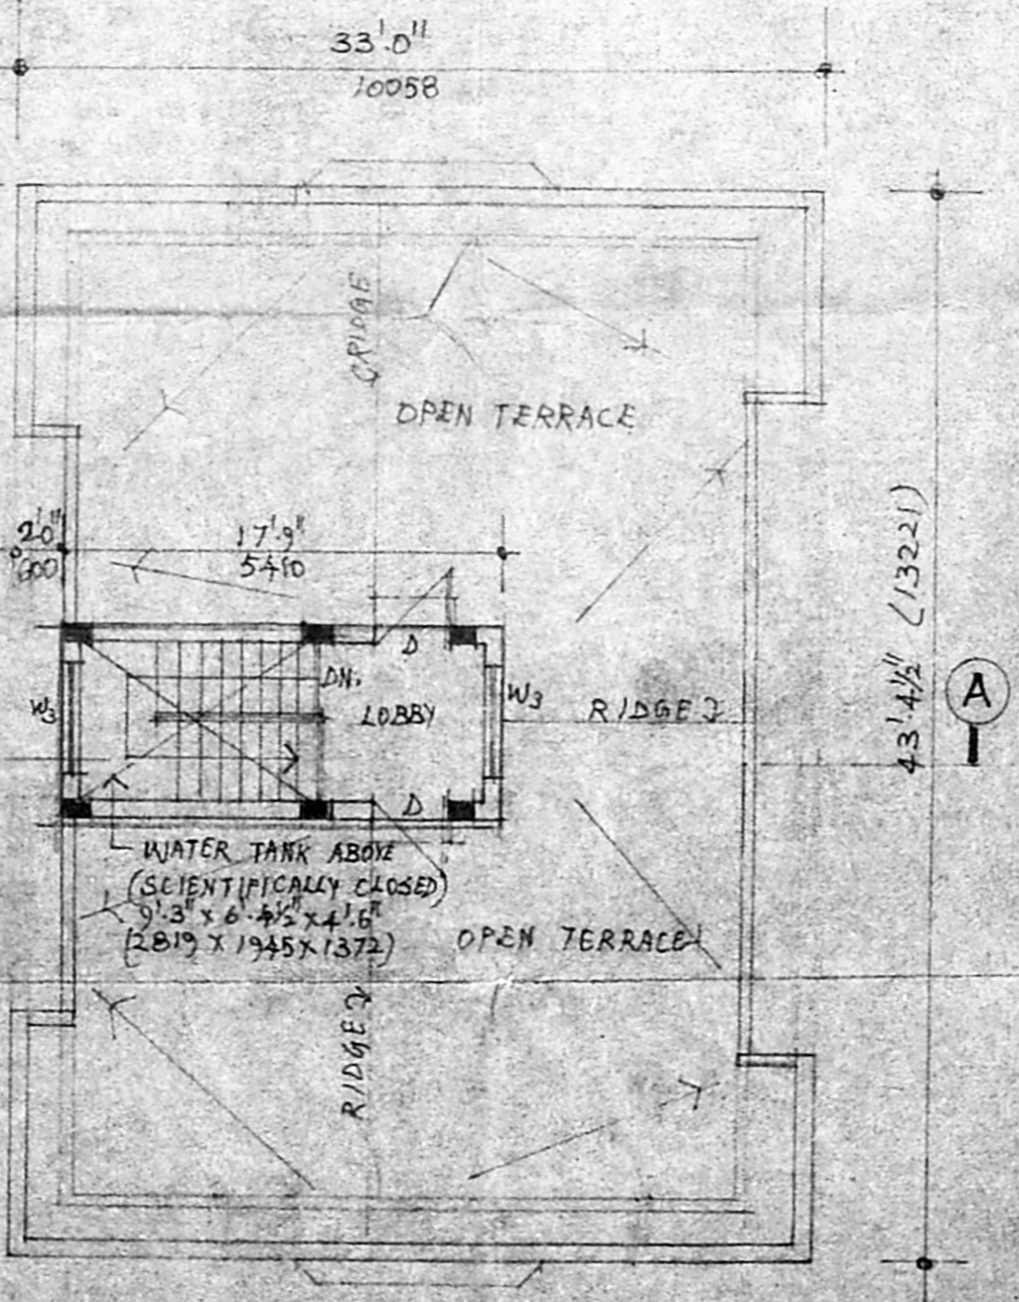 33'.0"
10058
RIDGE
OPEN TERRACE
2'.0"
600
17'.9"
5410
43'.4½" (13221)
D
DN.
W3
LOBBY
W3
RIDGE
A
D
WATER TANK ABOVE
(SCIENTIFICALLY CLOSED)
9'.3" x 6'.4½" x 4'.6"
(2819 x 1945 x 1372)
OPEN TERRACE
RIDGE